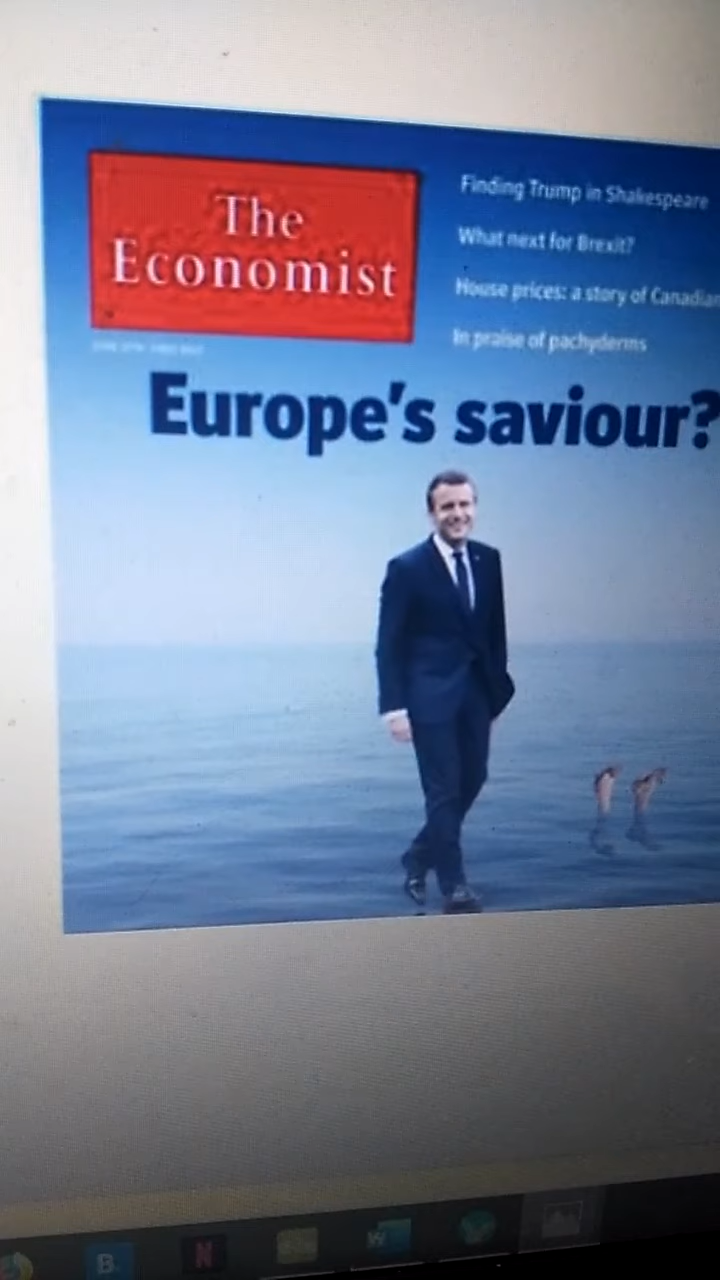 The
Economist
Finding Trump in Shakespeare
What next for Brexit?
House prices: a story of Canadian
In praise of pachyderms
Europe's saviour?